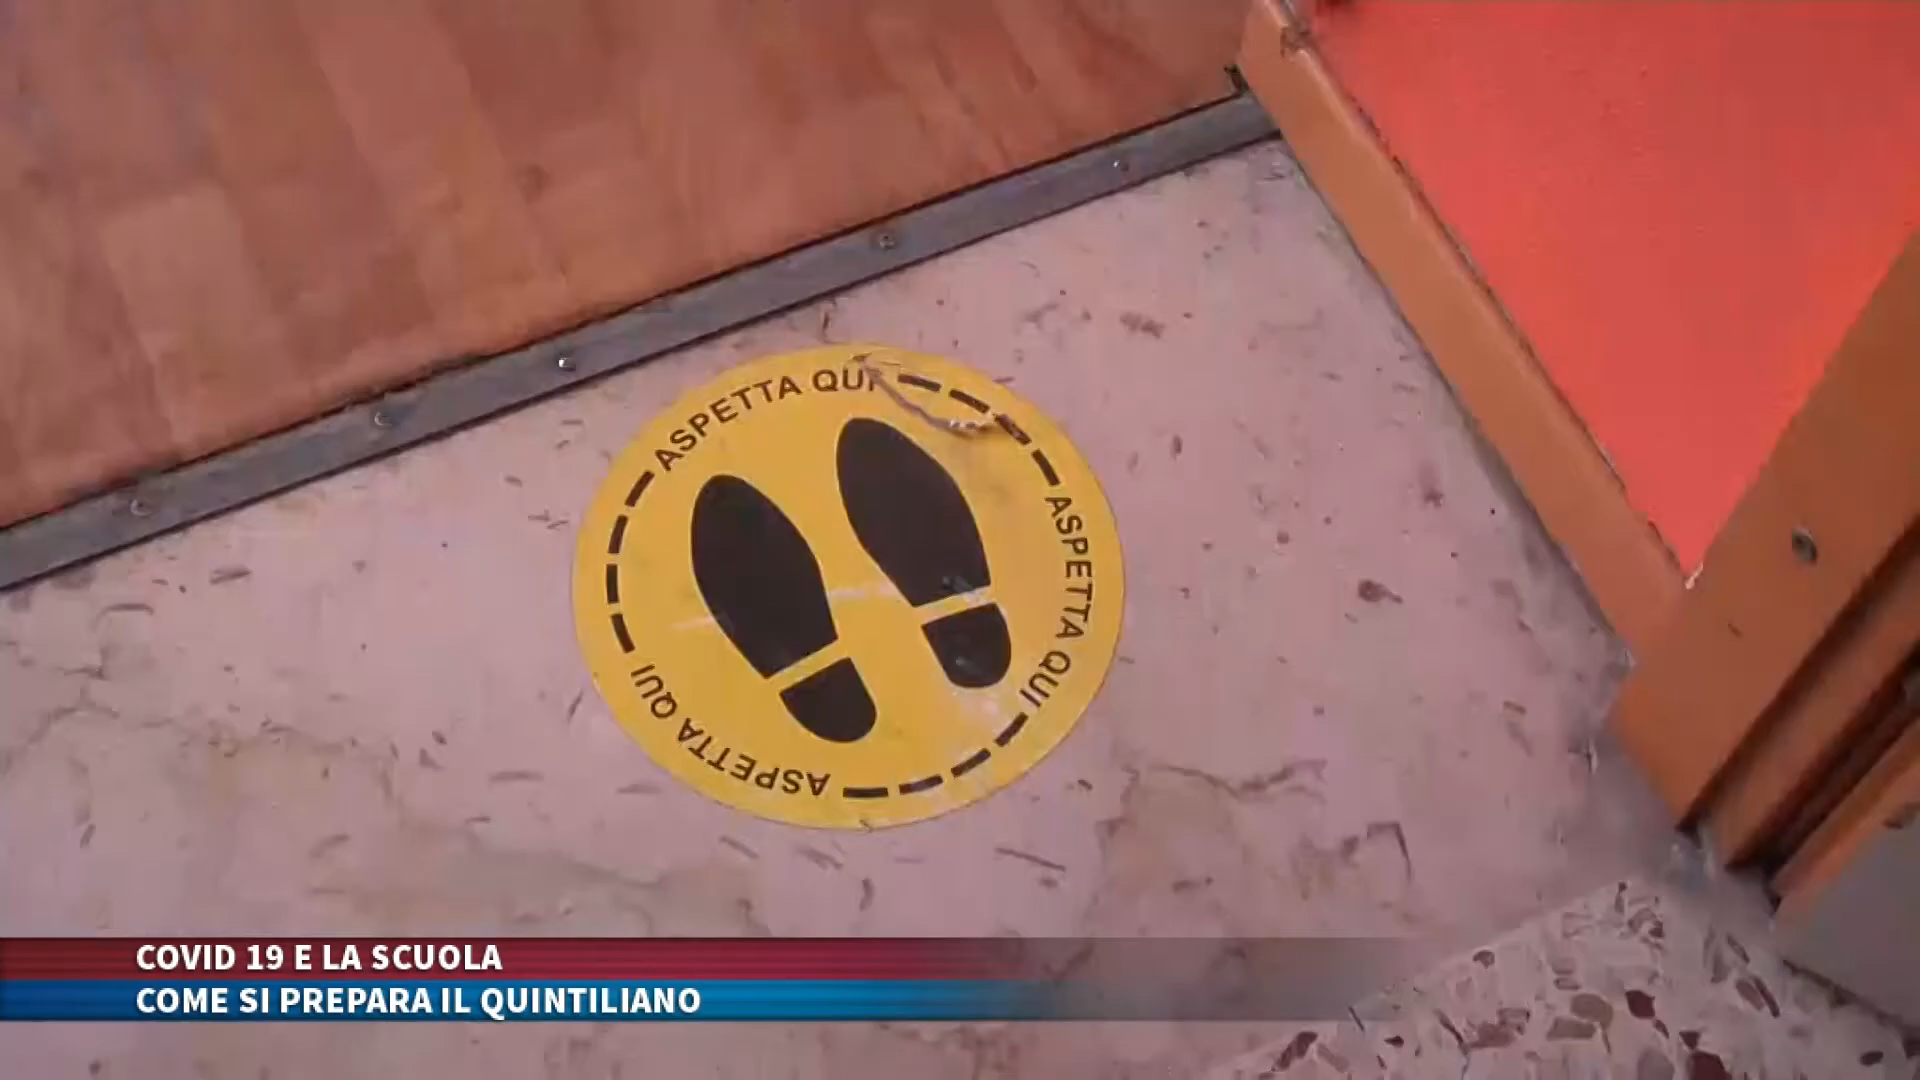 ASPETTA QUI
ASPETTA QUI
ASPETTA QUI
COVID 19 E LA SCUOLA
COME SI PREPARA IL QUINTILIANO